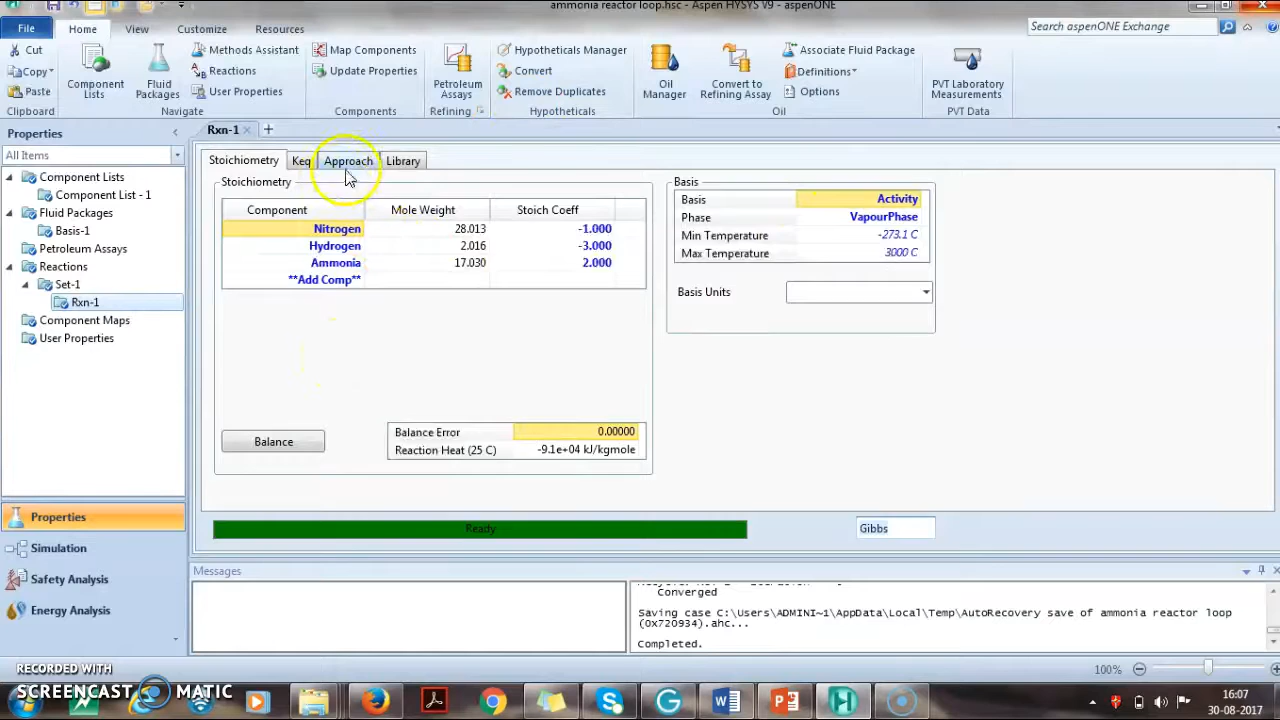 ammonia reactor loop.hsc - Aspen HYSYS V9 - aspenONE
File Home View Customize Resources Search aspenONE Exchange
Cut Methods Assistant Map Components Hypotheticals Manager Associate Fluid Package
Copy Reactions Update Properties Convert Definitions
Paste Component Lists Fluid Packages User Properties Petroleum Assays Remove Duplicates Oil Manager Convert to Refining Assay Options PVT Laboratory Measurements
Clipboard Navigate Components Refining Hypotheticals Oil PVT Data
Properties
All Items
Component Lists
Component List - 1
Fluid Packages
Basis-1
Petroleum Assays
Reactions
Set-1
Rxn-1
Component Maps
User Properties
Properties
Simulation
Safety Analysis
Energy Analysis
Rxn-1
Stoichiometry Keq Approach Library
Stoichiometry
Component Mole Weight Stoich Coeff
Nitrogen 28.013 -1.000
Hydrogen 2.016 -3.000
Ammonia 17.030 2.000
**Add Comp**
Balance
Balance Error 0.00000
Reaction Heat (25 C) -9.1e+04 kJ/kgmole
Basis
Basis Activity
Phase VapourPhase
Min Temperature -273.1 C
Max Temperature 3000 C
Basis Units
Ready
Gibbs
Messages
Converged
Saving case C:\Users\ADMINI~1\AppData\Local\Temp\AutoRecovery save of ammonia reactor loop
(0x720934).ahc...
Completed.
100%
RECORDED WITH
SCREENCAST MATIC
16:07
30-08-2017